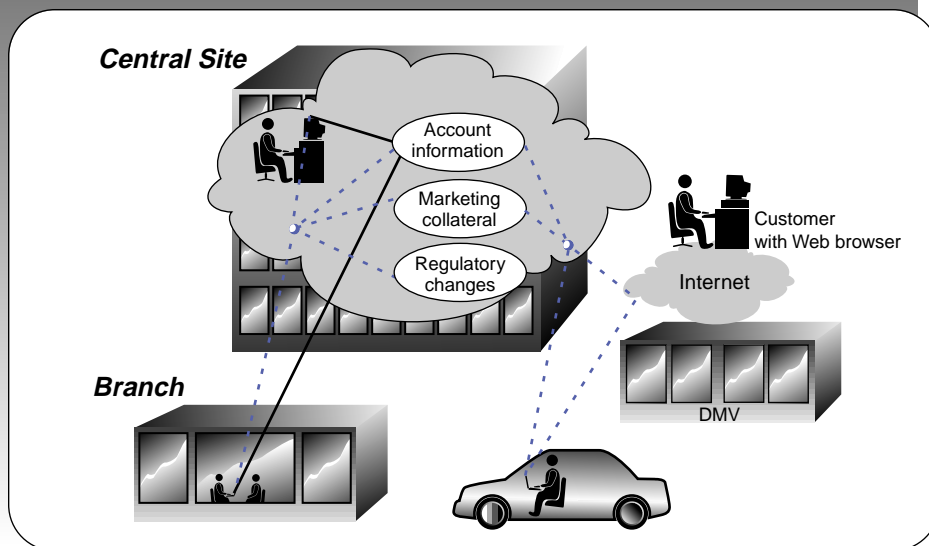 Central Site
Account
information
Marketing
collateral
Regulatory
changes
Customer
with Web browser
Internet
Branch
DMV